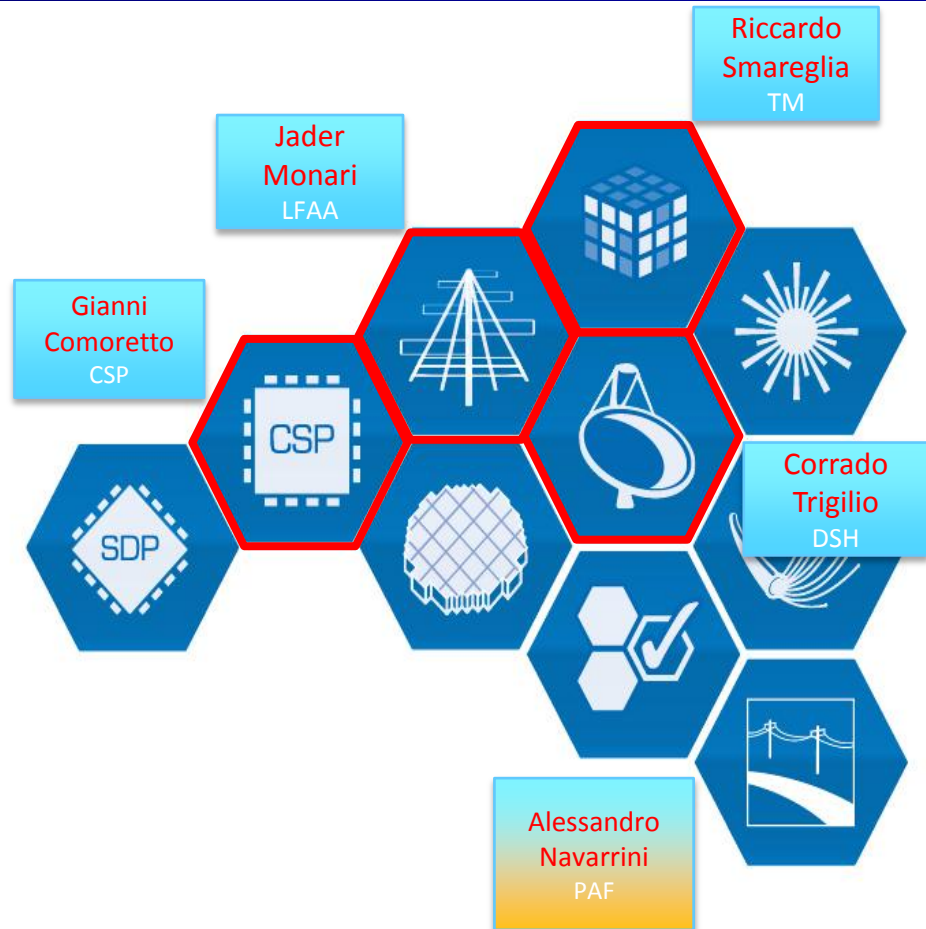 Riccardo
Smareglia
TM
Jader
Monari
LFAA
Gianni
Comoretto
CSP
CSP
Corrado
Trigilio
DSH
SDP
Alessandro
Navarrini
PAF